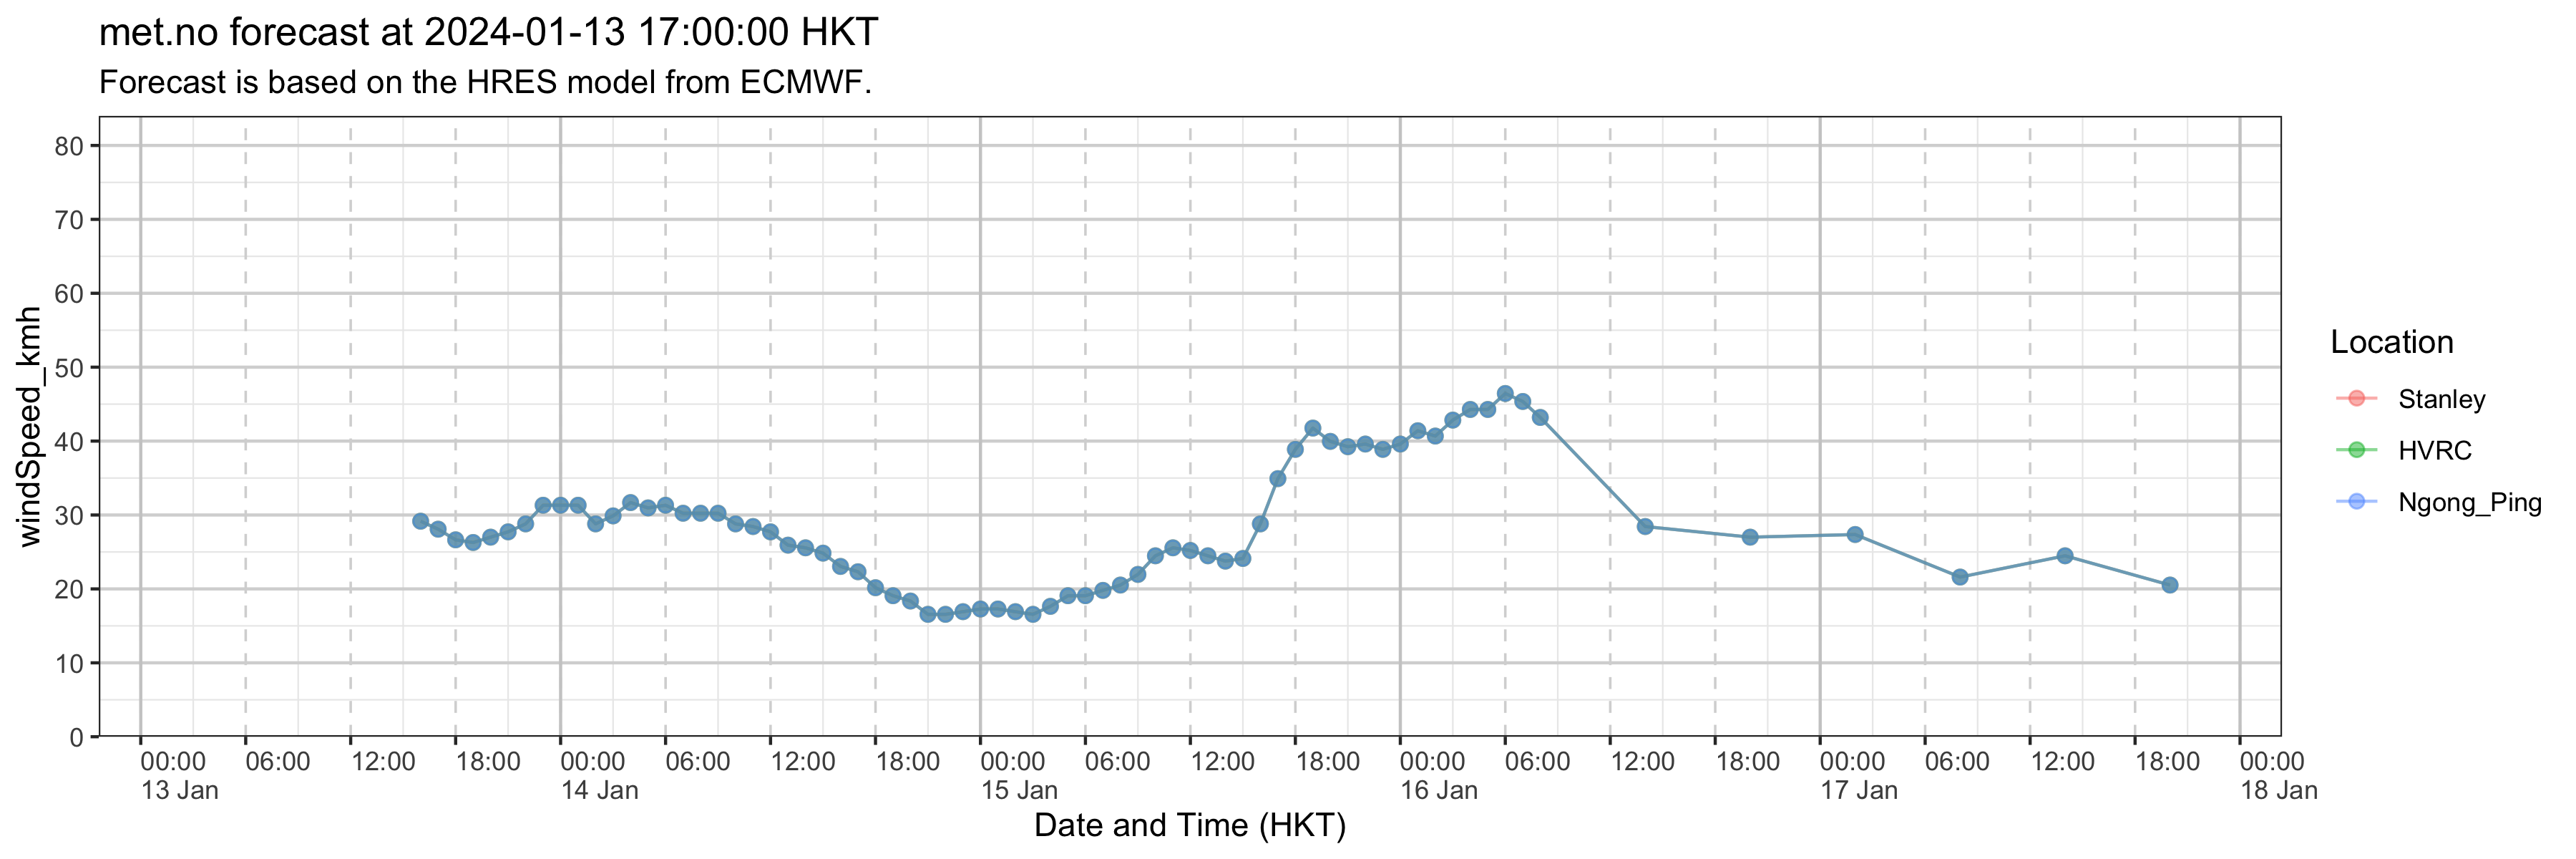 met.no forecast at 2024-01-13 17:00:00 HKT
Forecast is based on the HRES model from ECMWF.
windSpeed_kmh
80
70
60
50
40
30
20
10
0
00:00 06:00 12:00 18:00 00:00 06:00 12:00 18:00 00:00 06:00 12:00 18:00 00:00 06:00 12:00 18:00 00:00 06:00 12:00 18:00 00:00
13 Jan 14 Jan 15 Jan 16 Jan 17 Jan 18 Jan
Date and Time (HKT)
Location
Stanley
HVRC
Ngong_Ping